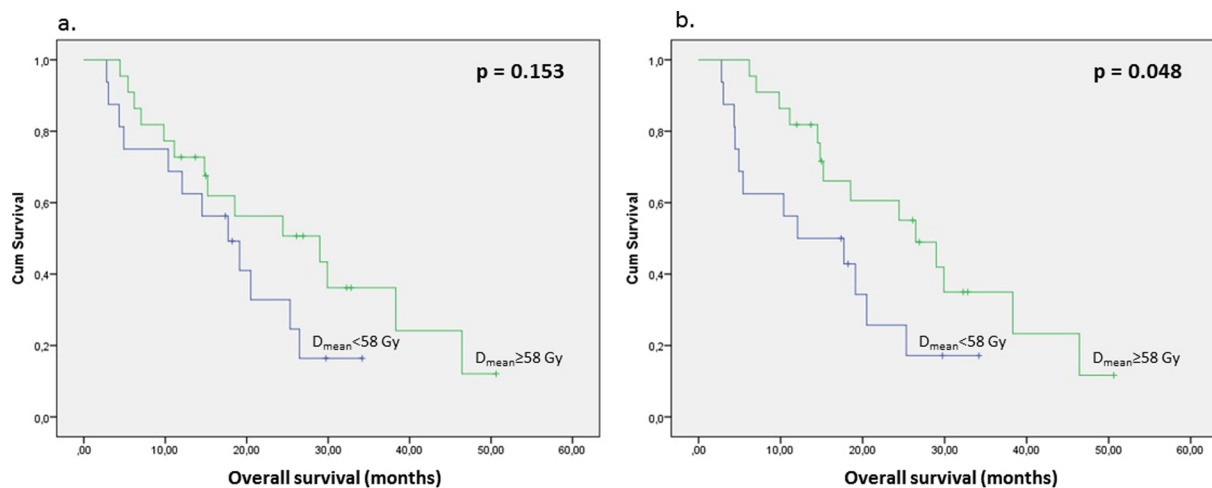 a.
p = 0.153
Cum Survival
1,0
0,8
0,6
0,4
0,2
0,0
Dmean<58 Gy
Dmean≥58 Gy
,00 10,00 20,00 30,00 40,00 50,00 60,00
Overall survival (months)
b.
p = 0.048
Cum Survival
1,0
0,8
0,6
0,4
0,2
0,0
Dmean<58 Gy
Dmean≥58 Gy
,00 10,00 20,00 30,00 40,00 50,00 60,00
Overall survival (months)